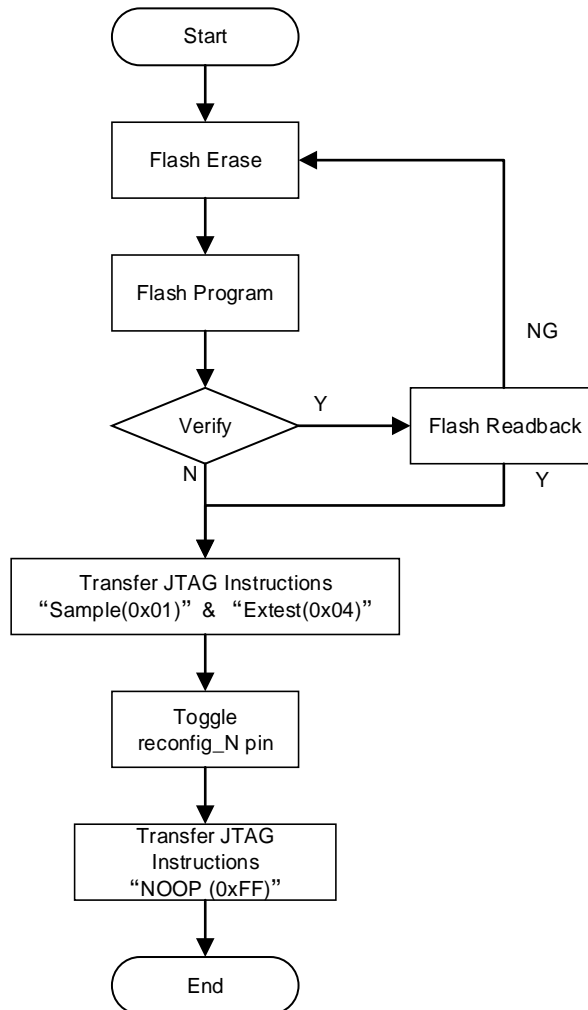 Start
Flash Erase
Flash Program
NG
Verify
Y
Flash Readback
N
Y
Transfer JTAG Instructions
“Sample(0x01)” & “Extest(0x04)”
Toggle
reconfig_N pin
Transfer JTAG
Instructions
“NOOP (0xFF)”
End